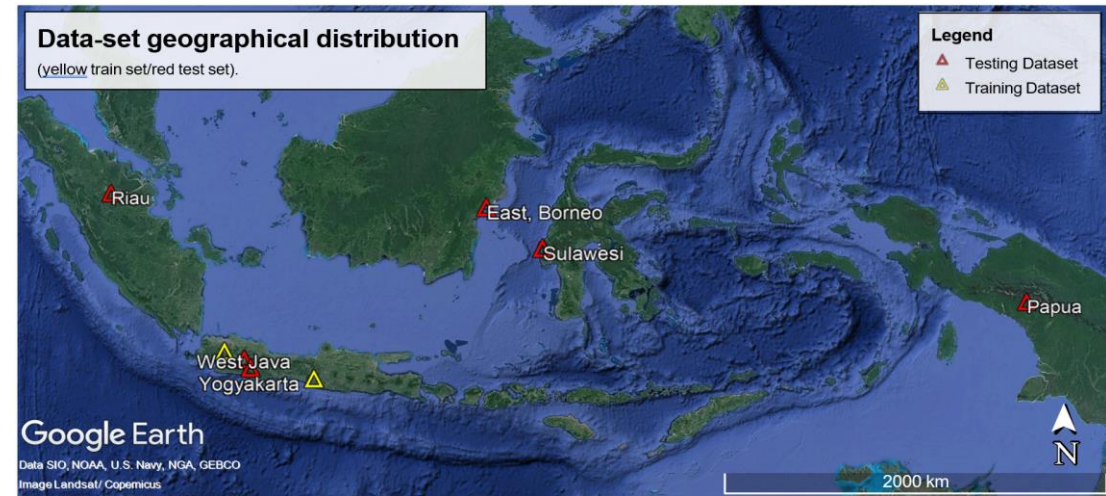 Data-set geographical distribution
(yellow train set/red test set).
Legend
Testing Dataset
Training Dataset
Riau
East, Borneo
Sulawesi
Papua
West Java
Yogyakarta
Google Earth
Data SIO, NOAA, U.S. Navy, NGA, GEBCO
Image Landsat/ Copernicus
N
2000 km